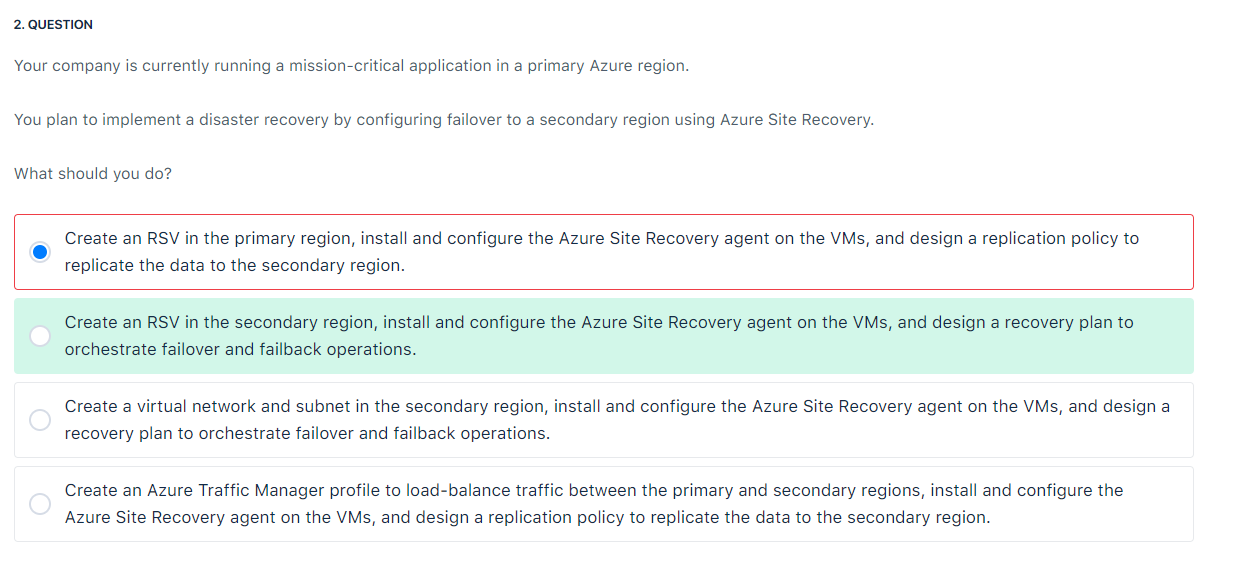 2. QUESTION
Your company is currently running a mission-critical application in a primary Azure region.
You plan to implement a disaster recovery by configuring failover to a secondary region using Azure Site Recovery.
What should you do?
Create an RSV in the primary region, install and configure the Azure Site Recovery agent on the VMs, and design a replication policy to
replicate the data to the secondary region.
Create an RSV in the secondary region, install and configure the Azure Site Recovery agent on the VMs, and design a recovery plan to
orchestrate failover and failback operations.
Create a virtual network and subnet in the secondary region, install and configure the Azure Site Recovery agent on the VMs, and design a
recovery plan to orchestrate failover and failback operations.
Create an Azure Traffic Manager profile to load-balance traffic between the primary and secondary regions, install and configure the
Azure Site Recovery agent on the VMs, and design a replication policy to replicate the data to the secondary region.